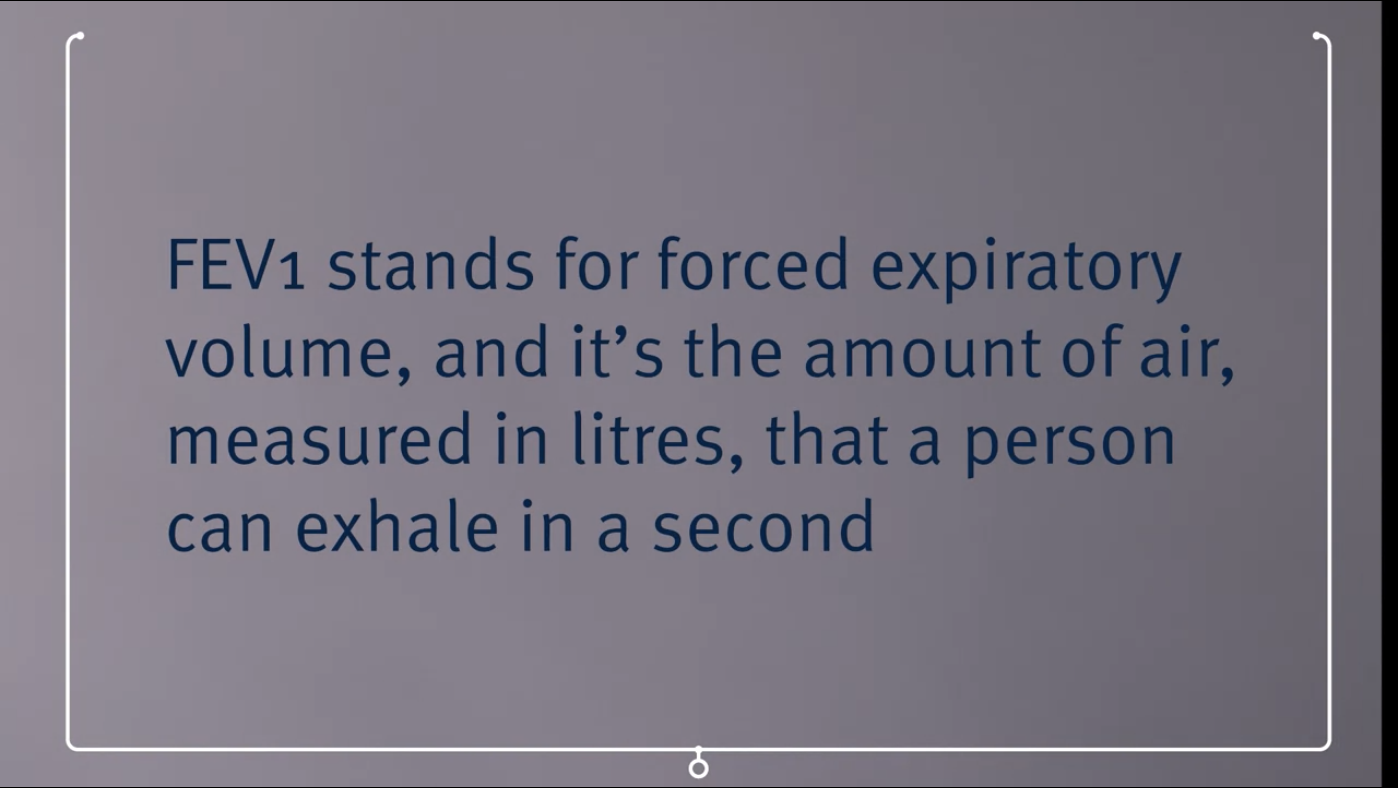 FEV1 stands for forced expiratory
volume, and it’s the amount of air,
measured in litres, that a person
can exhale in a second